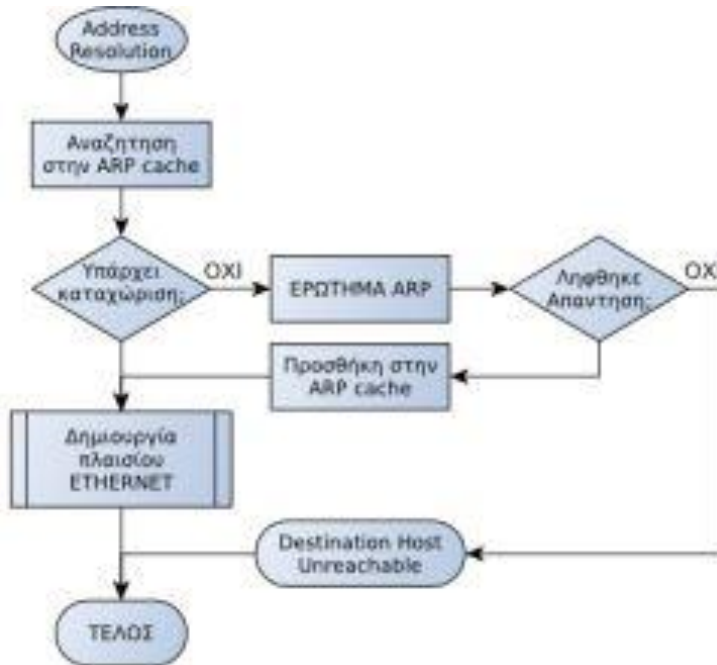 Address
Resolution
Αναζητηση
στην ARP cache
Υπάρχει
καταχώριση;
ΟΧΙ
ΕΡΩΤΗΜΑ ARP
Ληφθηκε
Απαντηση;
ΟΧΙ
Προσθήκη στην
ARP cache
Δημιουργία
πλαισίου
ETHERNET
Destination Host
Unreachable
ΤΕΛΟΣ